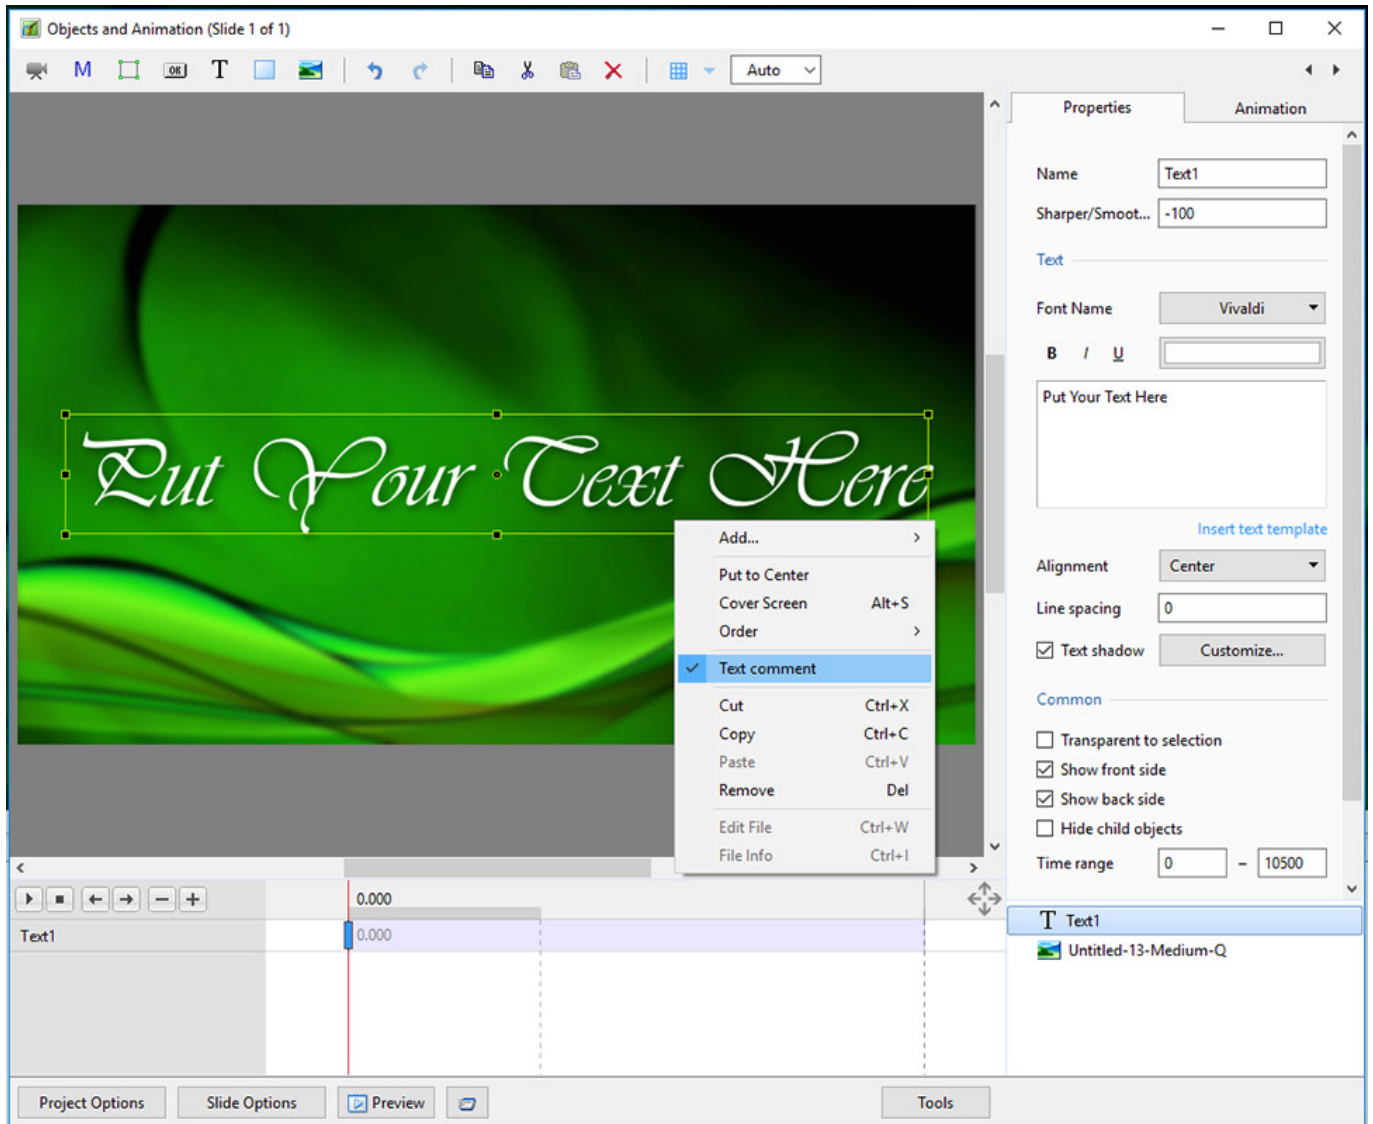 Objects and Animation (Slide 1 of 1)
M OK T Auto
Properties Animation
Name Text1
Sharper/Smoot... -100
Text
Font Name Vivaldi
B I U
Put Your Text Here
Insert text template
Alignment Center
Line spacing 0
Text shadow Customize...
Common
Transparent to selection
Show front side
Show back side
Hide child objects
Time range 0 – 10500
Put Your Text Here
Add...
Put to Center
Cover Screen Alt+S
Order
Text comment
Cut Ctrl+X
Copy Ctrl+C
Paste Ctrl+V
Remove Del
Edit File Ctrl+W
File Info Ctrl+I
0.000
Text1 0.000
T Text1
Untitled-13-Medium-Q
Project Options Slide Options Preview Tools